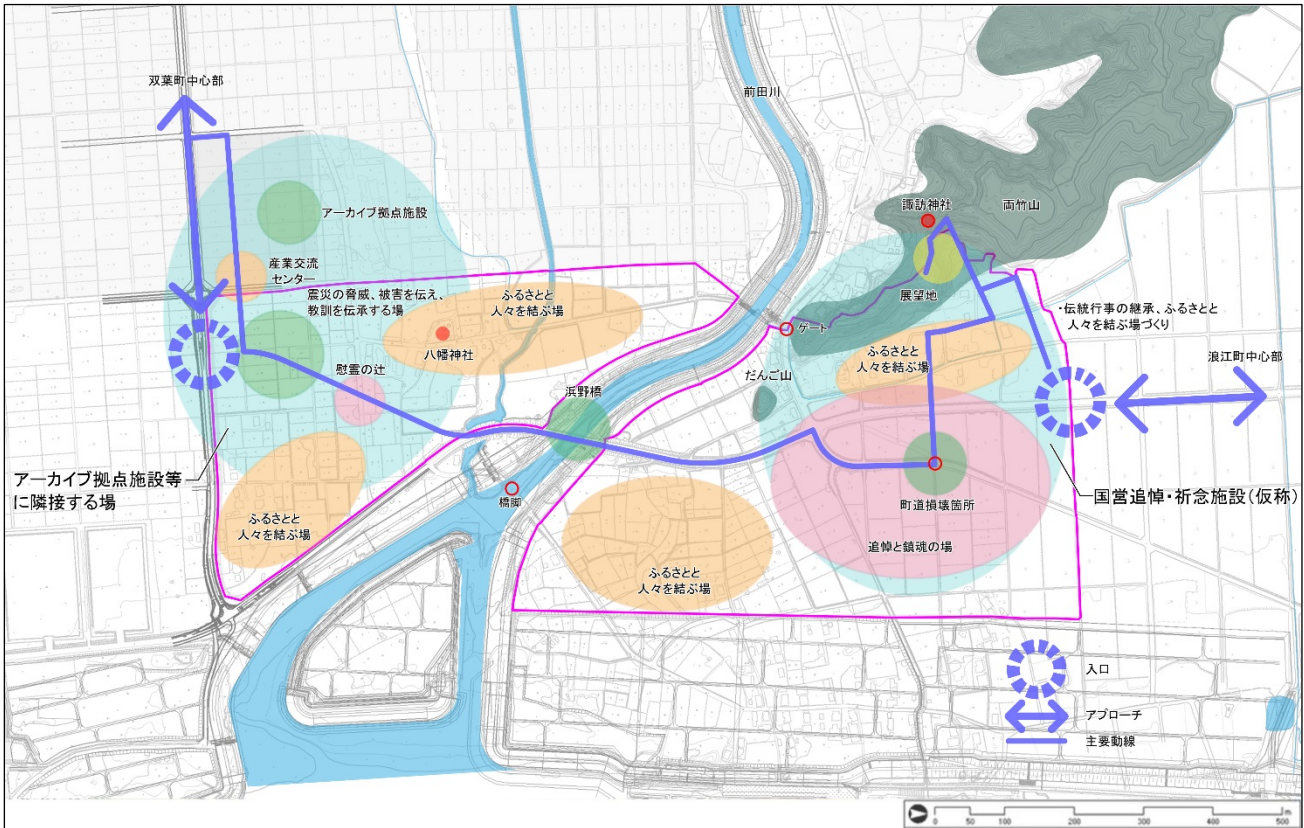 双葉町中心部
前田川
アーカイブ拠点施設
諏訪神社
両竹山
産業交流
センター
震災の脅威、被害を伝え、
教訓を伝承する場
ふるさとと
人々を結ぶ場
展望地
・伝統行事の継承、ふるさとと
人々を結ぶ場づくり
ゲート
八幡神社
ふるさとと
人々を結ぶ場
浪江町中心部
慰霊の辻
だんご山
浜野橋
アーカイブ拠点施設等
に隣接する場
国営追悼・祈念施設(仮称)
橋脚
町道損壊箇所
ふるさとと
人々を結ぶ場
追悼と鎮魂の場
ふるさとと
人々を結ぶ場
入口
アプローチ
主要動線
0 50 100 200 300 400 500 m